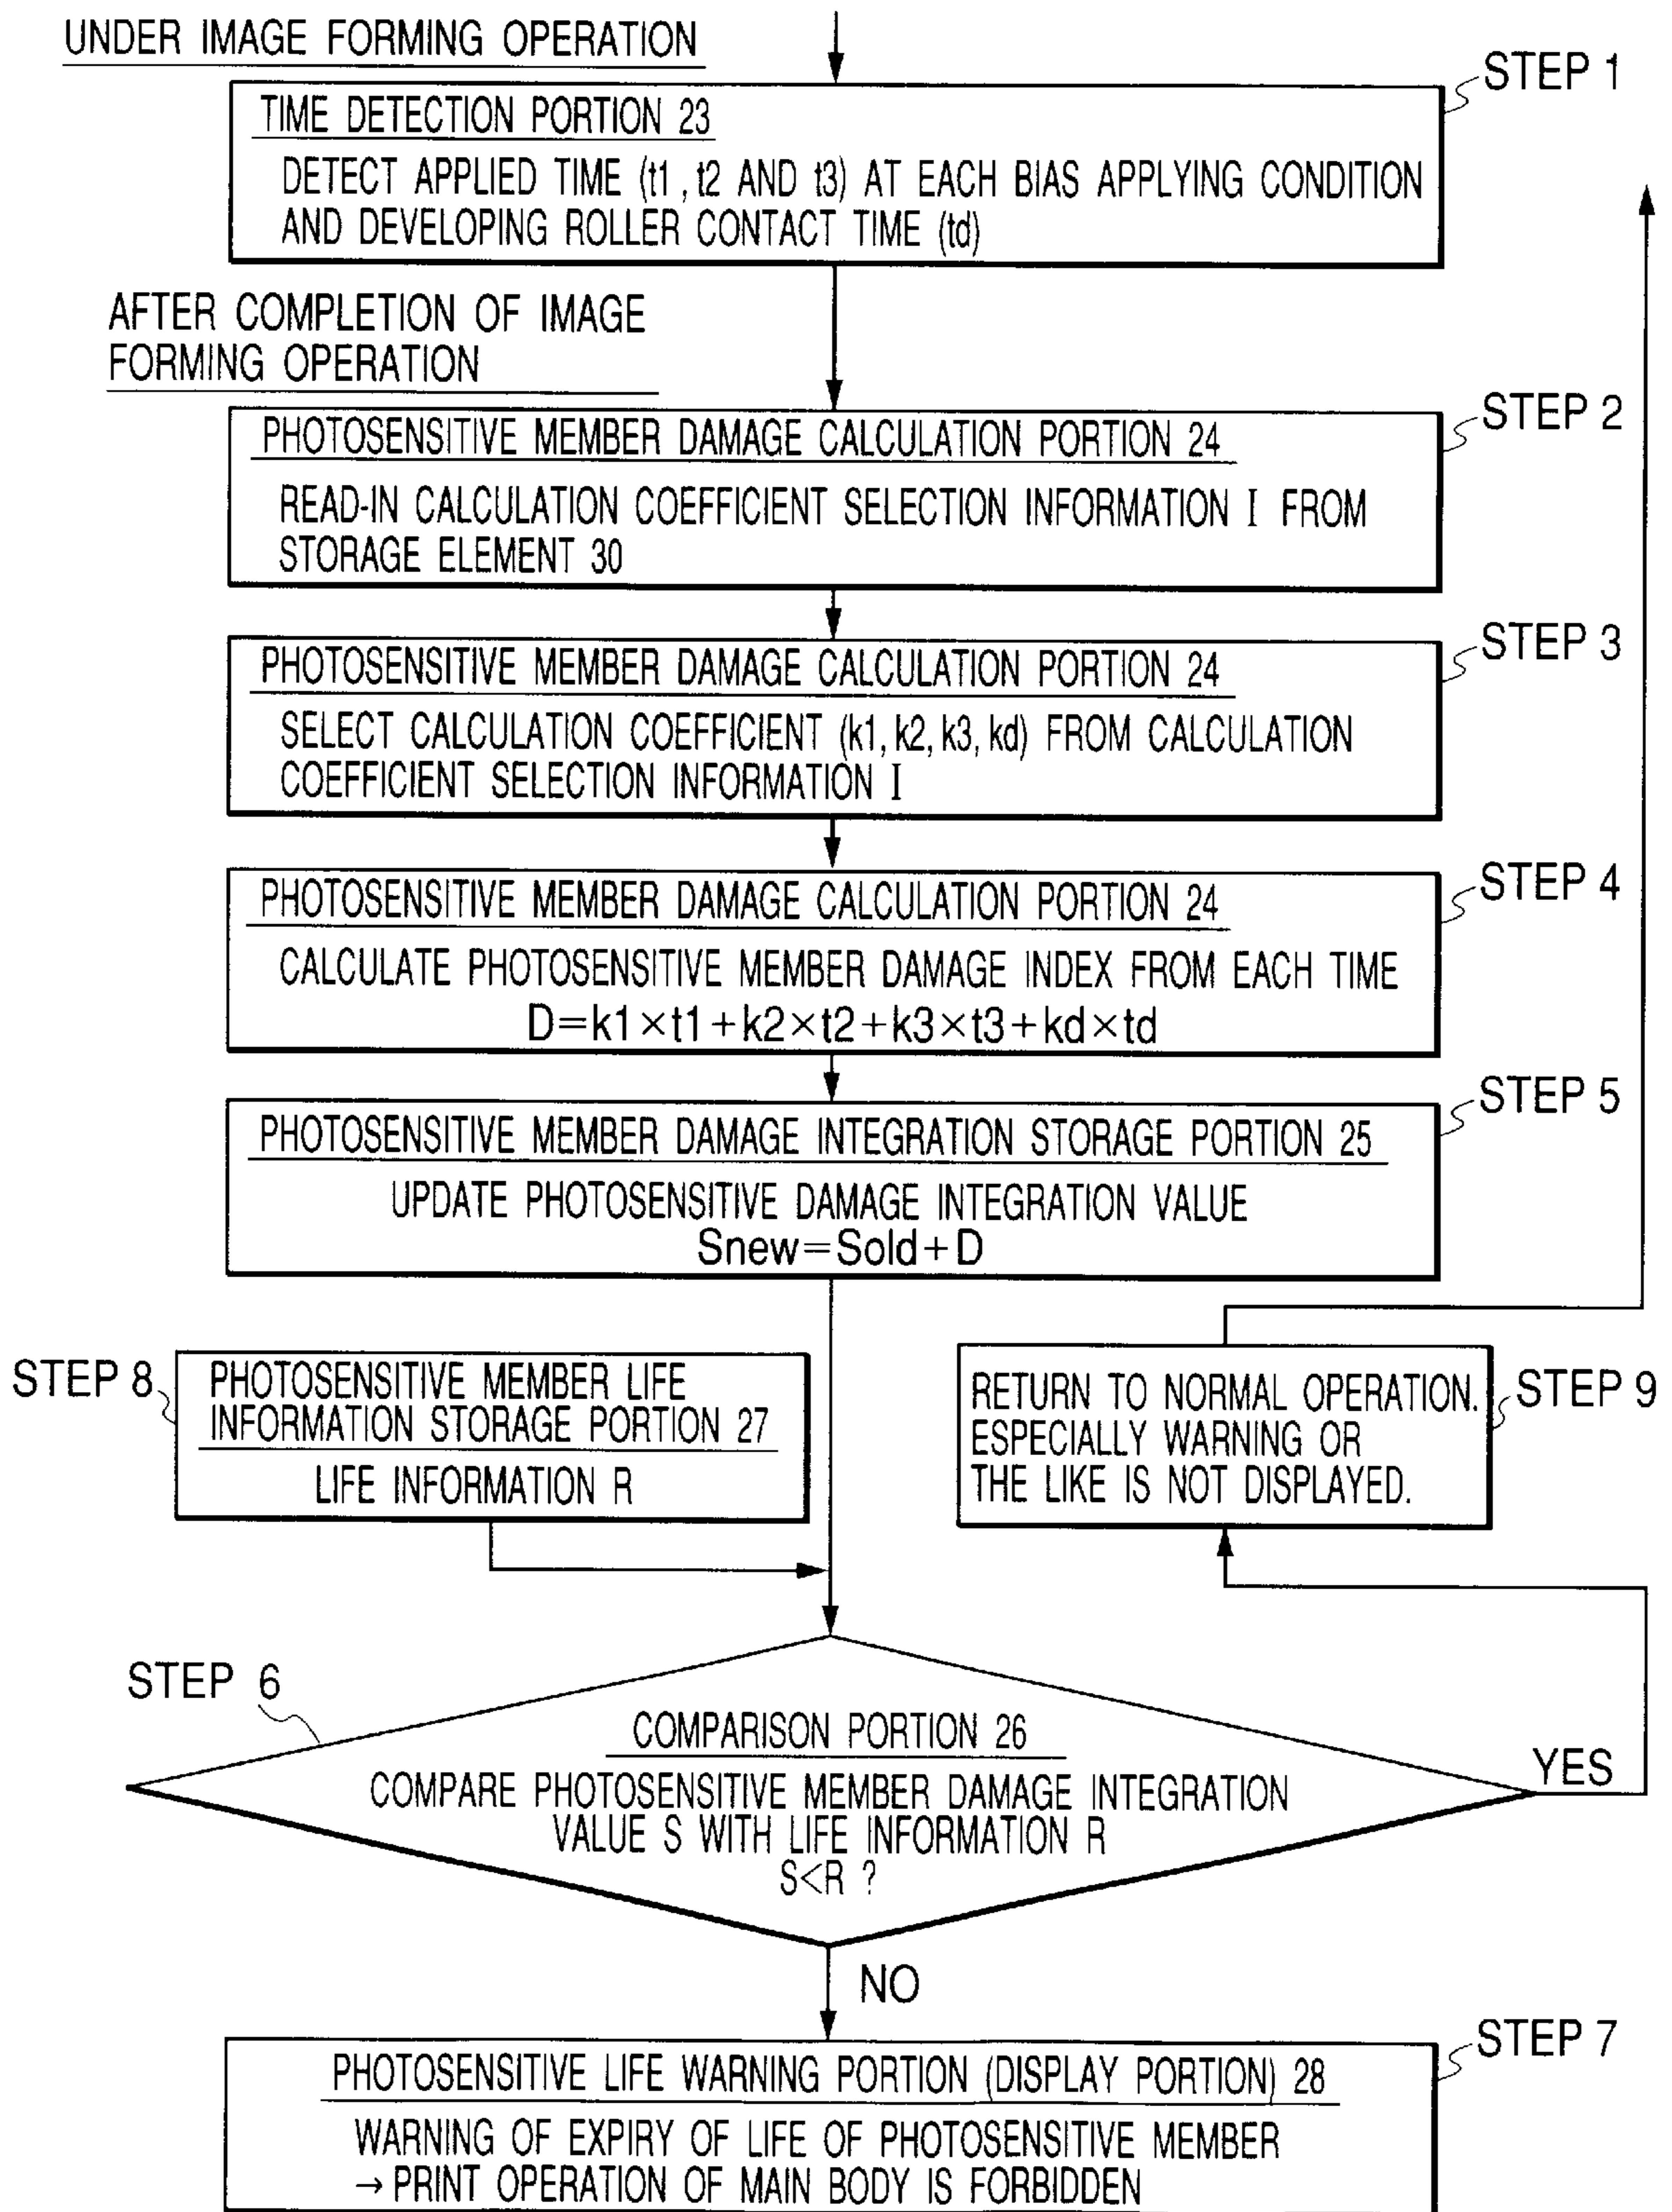 UNDER IMAGE FORMING OPERATION
STEP 1
TIME DETECTION PORTION 23
DETECT APPLIED TIME (t1, t2 AND t3) AT EACH BIAS APPLYING CONDITION
AND DEVELOPING ROLLER CONTACT TIME (td)
AFTER COMPLETION OF IMAGE
FORMING OPERATION
STEP 2
PHOTOSENSITIVE MEMBER DAMAGE CALCULATION PORTION 24
READ-IN CALCULATION COEFFICIENT SELECTION INFORMATION I FROM
STORAGE ELEMENT 30
STEP 3
PHOTOSENSITIVE MEMBER DAMAGE CALCULATION PORTION 24
SELECT CALCULATION COEFFICIENT (k1, k2, k3, kd) FROM CALCULATION
COEFFICIENT SELECTION INFORMATION I
STEP 4
PHOTOSENSITIVE MEMBER DAMAGE CALCULATION PORTION 24
CALCULATE PHOTOSENSITIVE MEMBER DAMAGE INDEX FROM EACH TIME
D=k1×t1+k2×t2+k3×t3+kd×td
STEP 5
PHOTOSENSITIVE MEMBER DAMAGE INTEGRATION STORAGE PORTION 25
UPDATE PHOTOSENSITIVE DAMAGE INTEGRATION VALUE
Snew=Sold+D
STEP 8
PHOTOSENSITIVE MEMBER LIFE
INFORMATION STORAGE PORTION 27
LIFE INFORMATION R
STEP 9
RETURN TO NORMAL OPERATION.
ESPECIALLY WARNING OR
THE LIKE IS NOT DISPLAYED.
STEP 6
COMPARISON PORTION 26
COMPARE PHOTOSENSITIVE MEMBER DAMAGE INTEGRATION
VALUE S WITH LIFE INFORMATION R
S<R ?
YES
NO
STEP 7
PHOTOSENSITIVE LIFE WARNING PORTION (DISPLAY PORTION) 28
WARNING OF EXPIRY OF LIFE OF PHOTOSENSITIVE MEMBER
→ PRINT OPERATION OF MAIN BODY IS FORBIDDEN